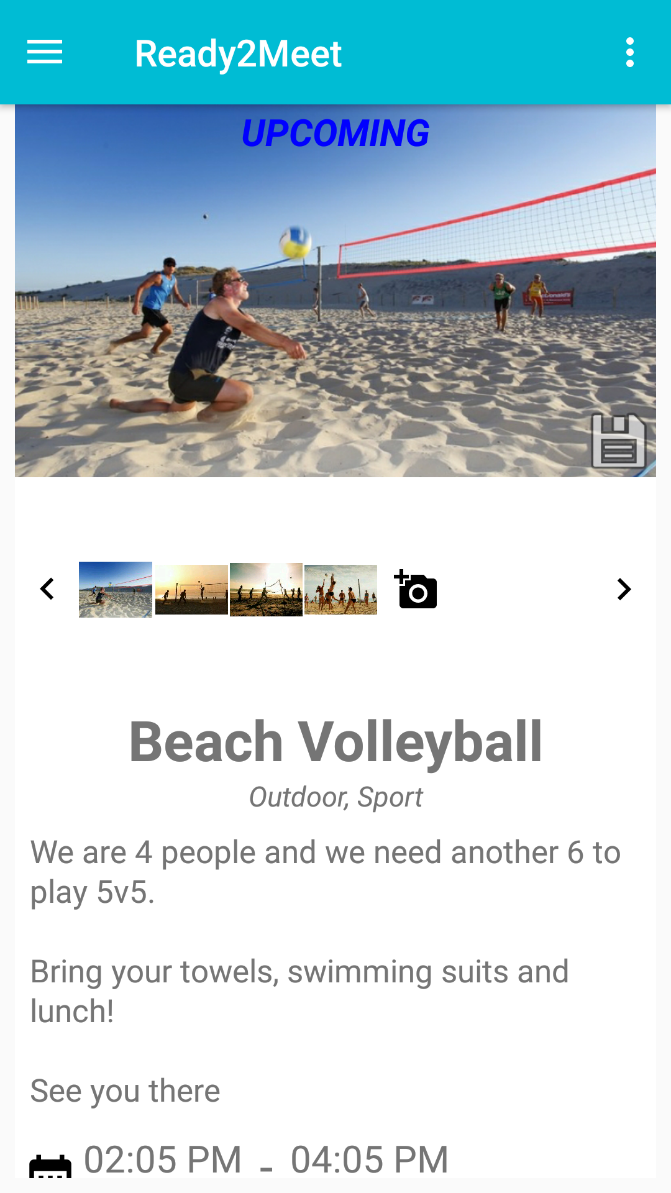 Ready2Meet
UPCOMING
Beach Volleyball
Outdoor, Sport
We are 4 people and we need another 6 to
play 5v5.
Bring your towels, swimming suits and
lunch!
See you there
02:05 PM - 04:05 PM